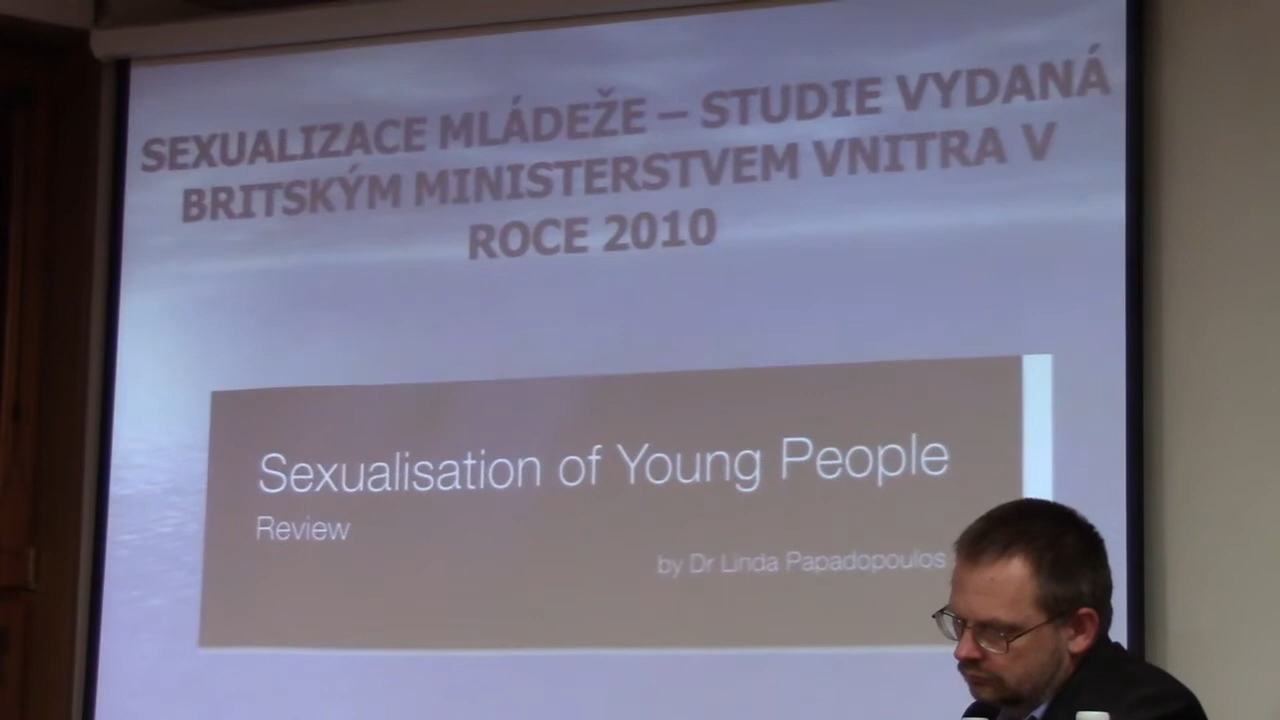 SEXUALIZACE MLÁDEŽE – STUDIE VYDANÁ
BRITSKÝM MINISTERSTVEM VNITRA V
ROCE 2010
Sexualisation of Young People
Review
by Dr Linda Papadopoulos